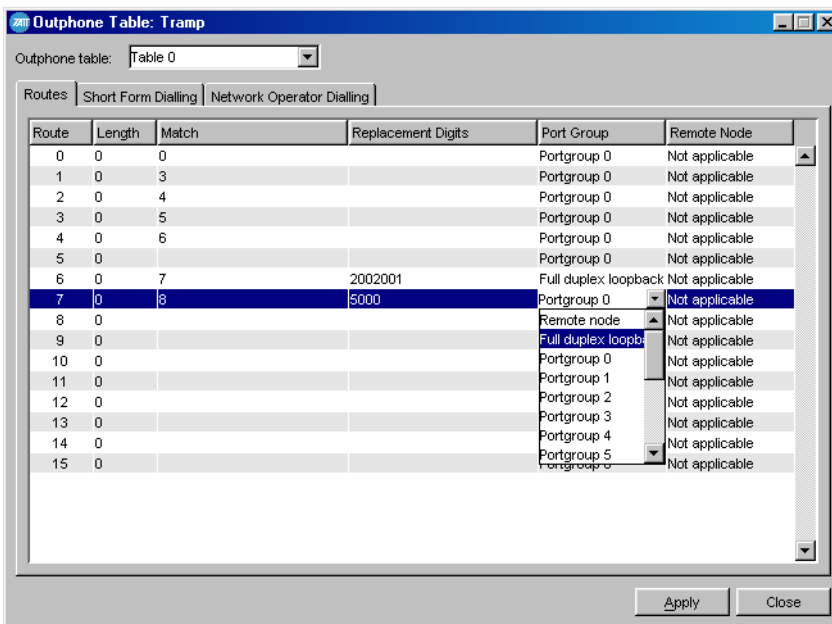 TAIT Outphone Table: Tramp
Outphone table: Table 0
Routes Short Form Dialling Network Operator Dialling
Route Length Match Replacement Digits Port Group Remote Node
0 0 0 Portgroup 0 Not applicable
1 0 3 Portgroup 0 Not applicable
2 0 4 Portgroup 0 Not applicable
3 0 5 Portgroup 0 Not applicable
4 0 6 Portgroup 0 Not applicable
5 0 Portgroup 0 Not applicable
6 0 7 2002001 Full duplex loopback Not applicable
7 0 8 5000 Portgroup 0 Not applicable
8 0 Remote node Not applicable
9 0 Full duplex loopba Not applicable
10 0 Portgroup 0 Not applicable
11 0 Portgroup 1 Not applicable
12 0 Portgroup 2 Not applicable
13 0 Portgroup 3 Not applicable
14 0 Portgroup 4 Not applicable
15 0 Portgroup 5 Not applicable
Apply Close